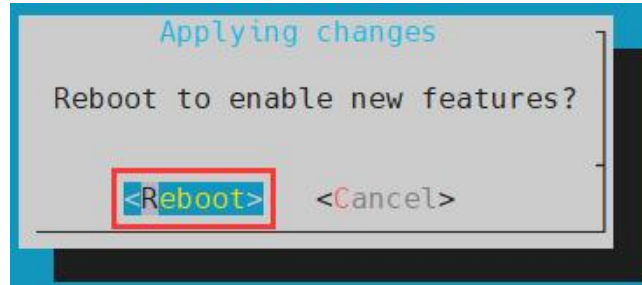 Applying changes
Reboot to enable new features?
<Reboot> <Cancel>